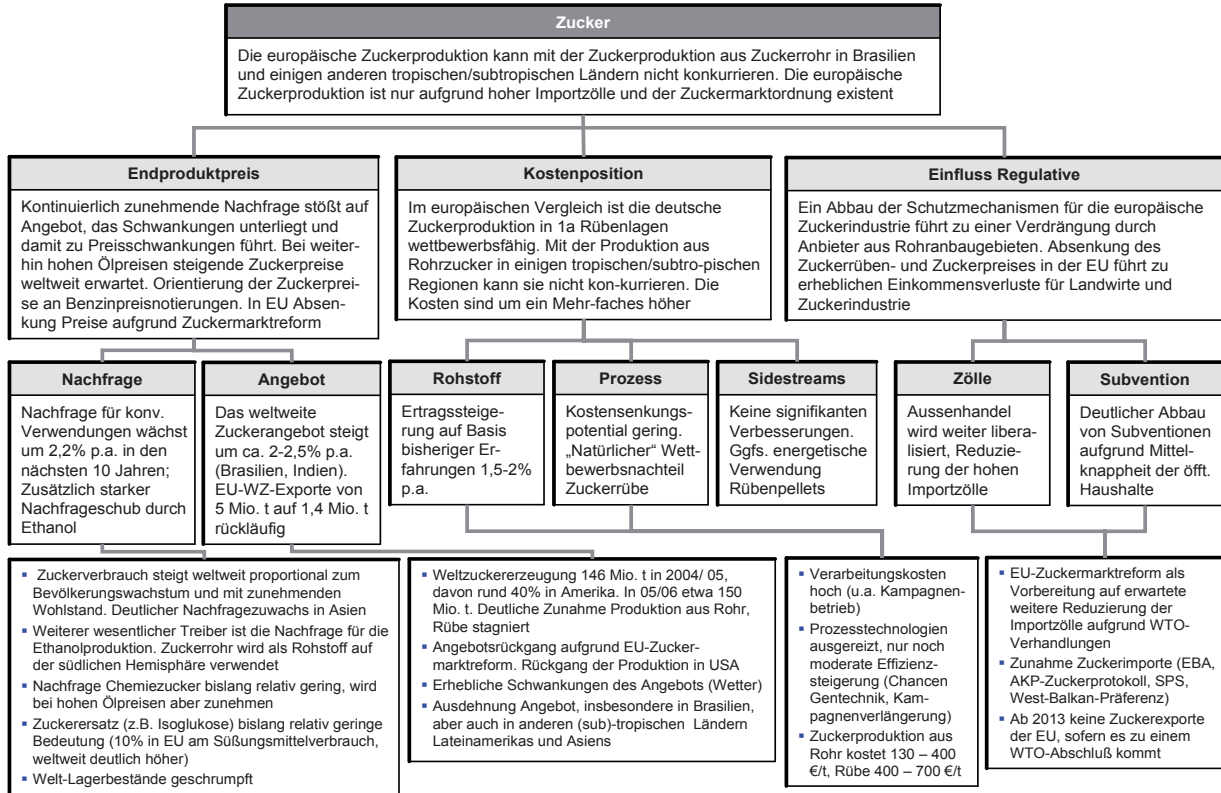 Zucker
Die europäische Zuckerproduktion kann mit der Zuckerproduktion aus Zuckerrohr in Brasilien
und einigen anderen tropischen/subtropischen Ländern nicht konkurrieren. Die europäische
Zuckerproduktion ist nur aufgrund hoher Importzölle und der Zuckermarktordnung existent
Endproduktpreis
Kontinuierlich zunehmende Nachfrage stößt auf
Angebot, das Schwankungen unterliegt und
damit zu Preisschwankungen führt. Bei weiter-
hin hohen Ölpreisen steigende Zuckerpreise
weltweit erwartet. Orientierung der Zuckerprei-
se an Benzinpreisnotierungen. In EU Absen-
kung Preise aufgrund Zuckermarktreform
Kostenposition
Im europäischen Vergleich ist die deutsche
Zuckerproduktion in 1a Rübenlagen
wettbewerbsfähig. Mit der Produktion aus
Rohrzucker in einigen tropischen/subtro-pischen
Regionen kann sie nicht kon-kurrieren. Die
Kosten sind um ein Mehr-faches höher
Einfluss Regulative
Ein Abbau der Schutzmechanismen für die europäische
Zuckerindustrie führt zu einer Verdrängung durch
Anbieter aus Rohranbaugebieten. Absenkung des
Zuckerrüben- und Zuckerpreises in der EU führt zu
erheblichen Einkommensverluste für Landwirte und
Zuckerindustrie
Nachfrage
Nachfrage für konv.
Verwendungen wächst
um 2,2% p.a. in den
nächsten 10 Jahren;
Zusätzlich starker
Nachfrageschub durch
Ethanol
Angebot
Das weltweite
Zuckerangebot steigt
um ca. 2-2,5% p.a.
(Brasilien, Indien).
EU-WZ-Exporte von
5 Mio. t auf 1,4 Mio. t
rückläufig
Rohstoff
Ertragssteige-
rung auf Basis
bisheriger Er-
fahrungen 1,5-2%
p.a.
Prozess
Kostensenkungs-
potential gering.
„Natürlicher" Wett-
bewerbsnachteil
Zuckerrübe
Sidestreams
Keine signifikanten
Verbesserungen.
Ggfs. energetische
Verwendung
Rübenpellets
Zölle
Aussenhandel
wird weiter libera-
lisiert, Reduzie-
rung der hohen
Importzölle
Subvention
Deutlicher Abbau
von Subventionen
aufgrund Mittel-
knappheit der öfft.
Haushalte
▪ Zuckerverbrauch steigt weltweit proportional zum
Bevölkerungswachstum und mit zunehmenden
Wohlstand. Deutlicher Nachfragezuwachs in Asien
▪ Weiterer wesentlicher Treiber ist die Nachfrage für die
Ethanolproduktion. Zuckerrohr wird als Rohstoff auf
der südlichen Hemisphäre verwendet
▪ Nachfrage Chemiezucker bislang relativ gering, wird
bei hohen Ölpreisen aber zunehmen
▪ Zuckerersatz (z.B. Isoglukose) bislang relativ geringe
Bedeutung (10% in EU am Süßungsmittelverbrauch,
weltweit deutlich höher)
▪ Welt-Lagerbestände geschrumpft
▪ Weltzuckererzeugung 146 Mio. t in 2004/ 05,
davon rund 40% in Amerika. In 05/06 etwa 150
Mio. t. Deutliche Zunahme Produktion aus Rohr,
Rübe stagniert
▪ Angebotsrückgang aufgrund EU-Zucker-
marktreform. Rückgang der Produktion in USA
▪ Erhebliche Schwankungen des Angebots (Wetter)
▪ Ausdehnung Angebot, insbesondere in Brasilien,
aber auch in anderen (sub)-tropischen Ländern
Lateinamerikas und Asiens
▪ Verarbeitungskosten
hoch (u.a. Kampagnen-
betrieb)
▪ Prozesstechnologien
ausgereizt, nur noch
moderate Effizienz-
steigerung (Chancen
Gentechnik, Kam-
pagnenverlängerung)
▪ Zuckerproduktion aus
Rohr kostet 130 – 400
€/t, Rübe 400 – 700 €/t
▪ EU-Zuckermarktreform als
Vorbereitung auf erwartete
weitere Reduzierung der
Importzölle aufgrund WTO-
Verhandlungen
▪ Zunahme Zuckerimporte (EBA,
AKP-Zuckerprotokoll, SPS,
West-Balkan-Präferenz)
▪ Ab 2013 keine Zuckerexporte
der EU, sofern es zu einem
WTO-Abschluß kommt